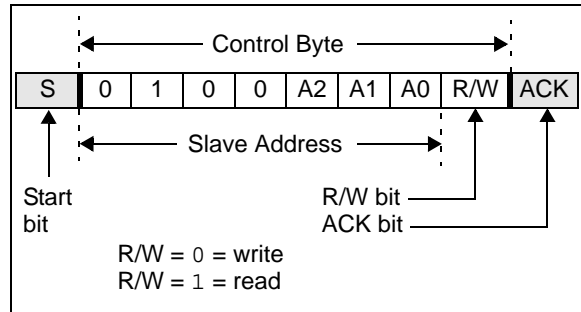 Control Byte
S 0 1 0 0 A2 A1 A0 R/W ACK
Slave Address
Start
bit
R/W bit
ACK bit
R/W = 0 = write
R/W = 1 = read